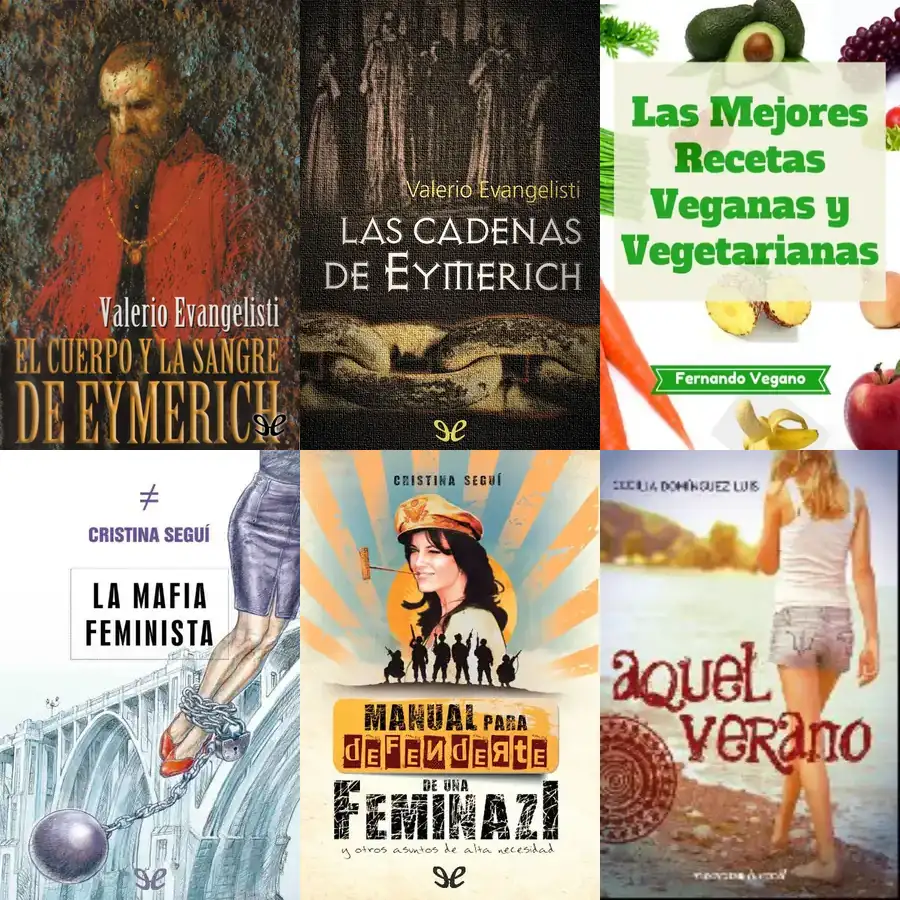 Valerio Evangelisti
EL CUERPO Y LA SANGRE
DE EYMERICH
Valerio Evangelisti
LAS CADENAS
DE EYMERICH
Las Mejores
Recetas
Veganas y
Vegetarianas
Fernando Vegano
≠
CRISTINA SEGUÍ
LA MAFIA
FEMINISTA
CRISTINA SEGUÍ
MANUAL PARA
DEFENDERTE
DE UNA
FEMINAZI
y otros asuntos de alta necesidad
CECILIA DOMÍNGUEZ LUIS
aquel
verano